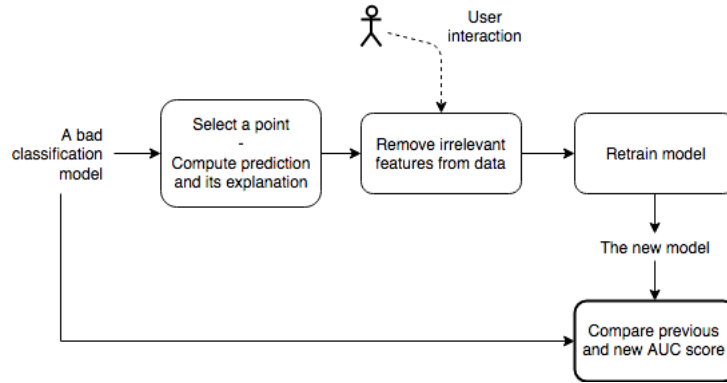 User
interaction
A bad
classification
model
Select a point
-
Compute prediction
and its explanation
Remove irrelevant
features from data
Retrain model
The new model
Compare previous
and new AUC score